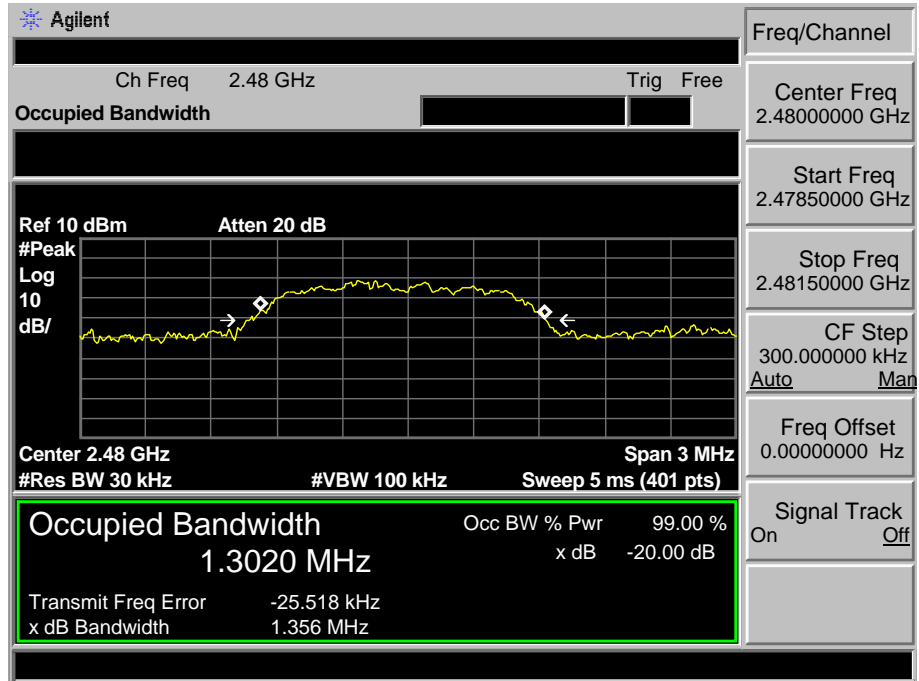 Agilent
Freq/Channel
Ch Freq 2.48 GHz Trig Free
Occupied Bandwidth
Center Freq
2.48000000 GHz
Start Freq
2.47850000 GHz
Stop Freq
2.48150000 GHz
CF Step
300.000000 kHz
Auto Man
Freq Offset
0.00000000 Hz
Signal Track
On Off
Ref 10 dBm Atten 20 dB
#Peak
Log
10
dB/
Center 2.48 GHz Span 3 MHz
#Res BW 30 kHz #VBW 100 kHz Sweep 5 ms (401 pts)
Occupied Bandwidth Occ BW % Pwr 99.00 %
1.3020 MHz x dB -20.00 dB
Transmit Freq Error -25.518 kHz
x dB Bandwidth 1.356 MHz